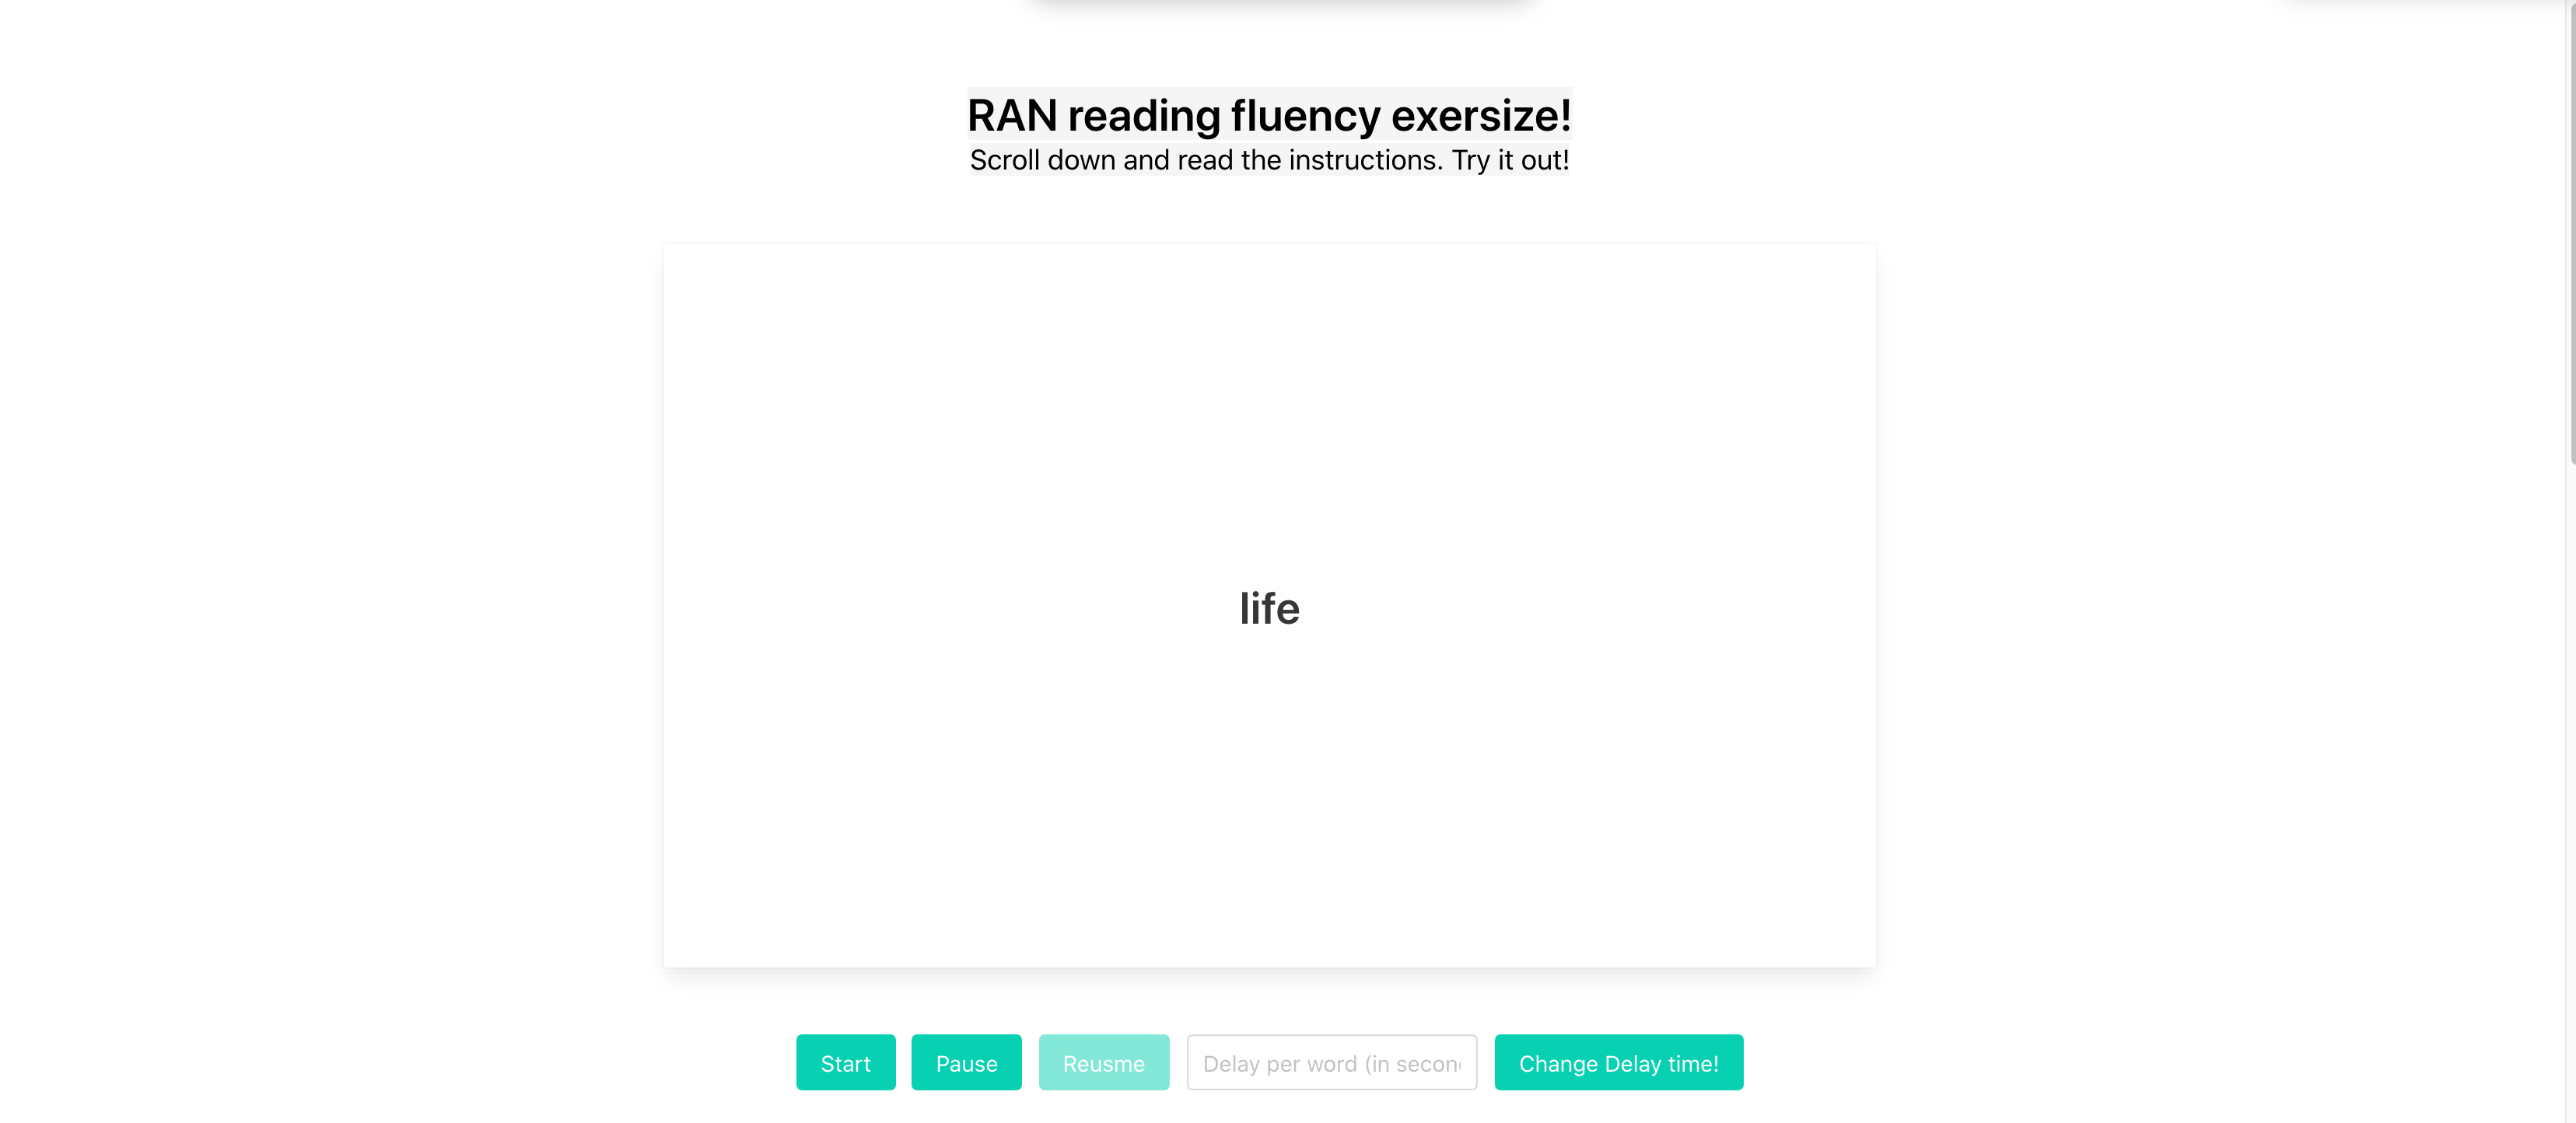 RAN reading fluency exersize!
Scroll down and read the instructions. Try it out!
life
Start Pause Reusme Delay per word (in secon Change Delay time!